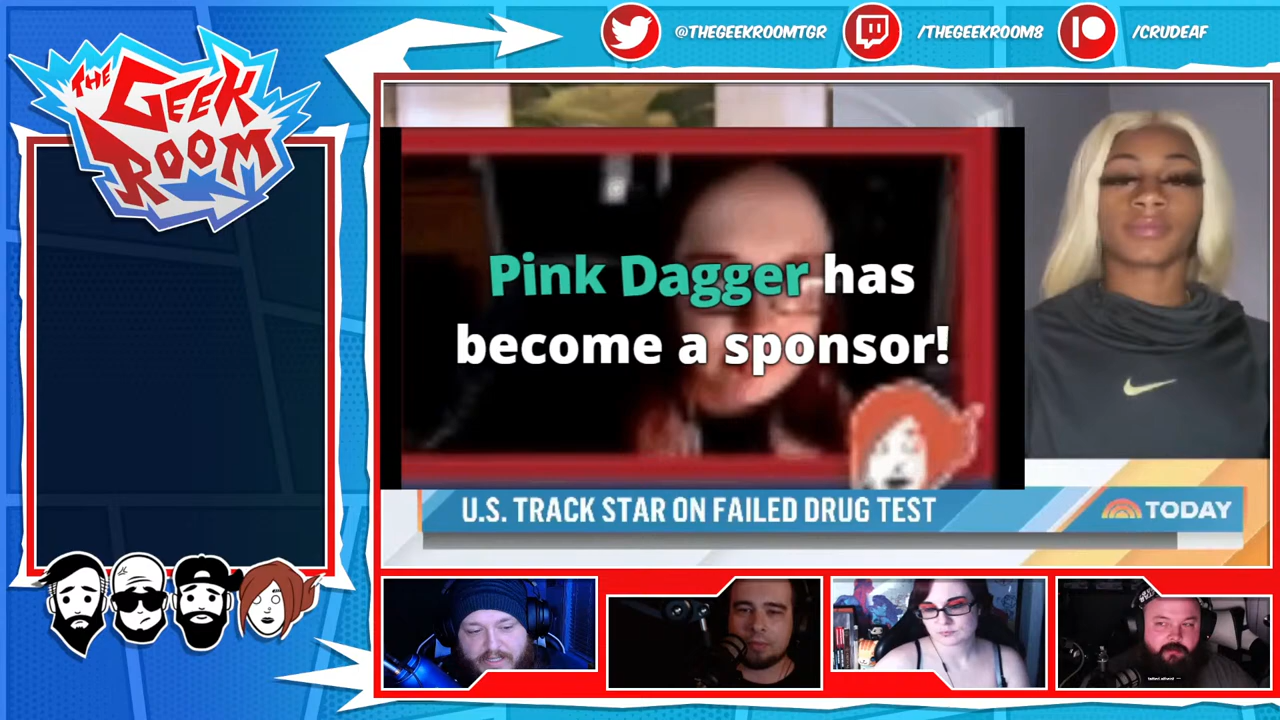 THE
GEEK
ROOM
@THEGEEKROOMTGR
/THEGEEKROOM8
/CRUDEAF
Pink Dagger has
become a sponsor!
U.S. TRACK STAR ON FAILED DRUG TEST
TODAY